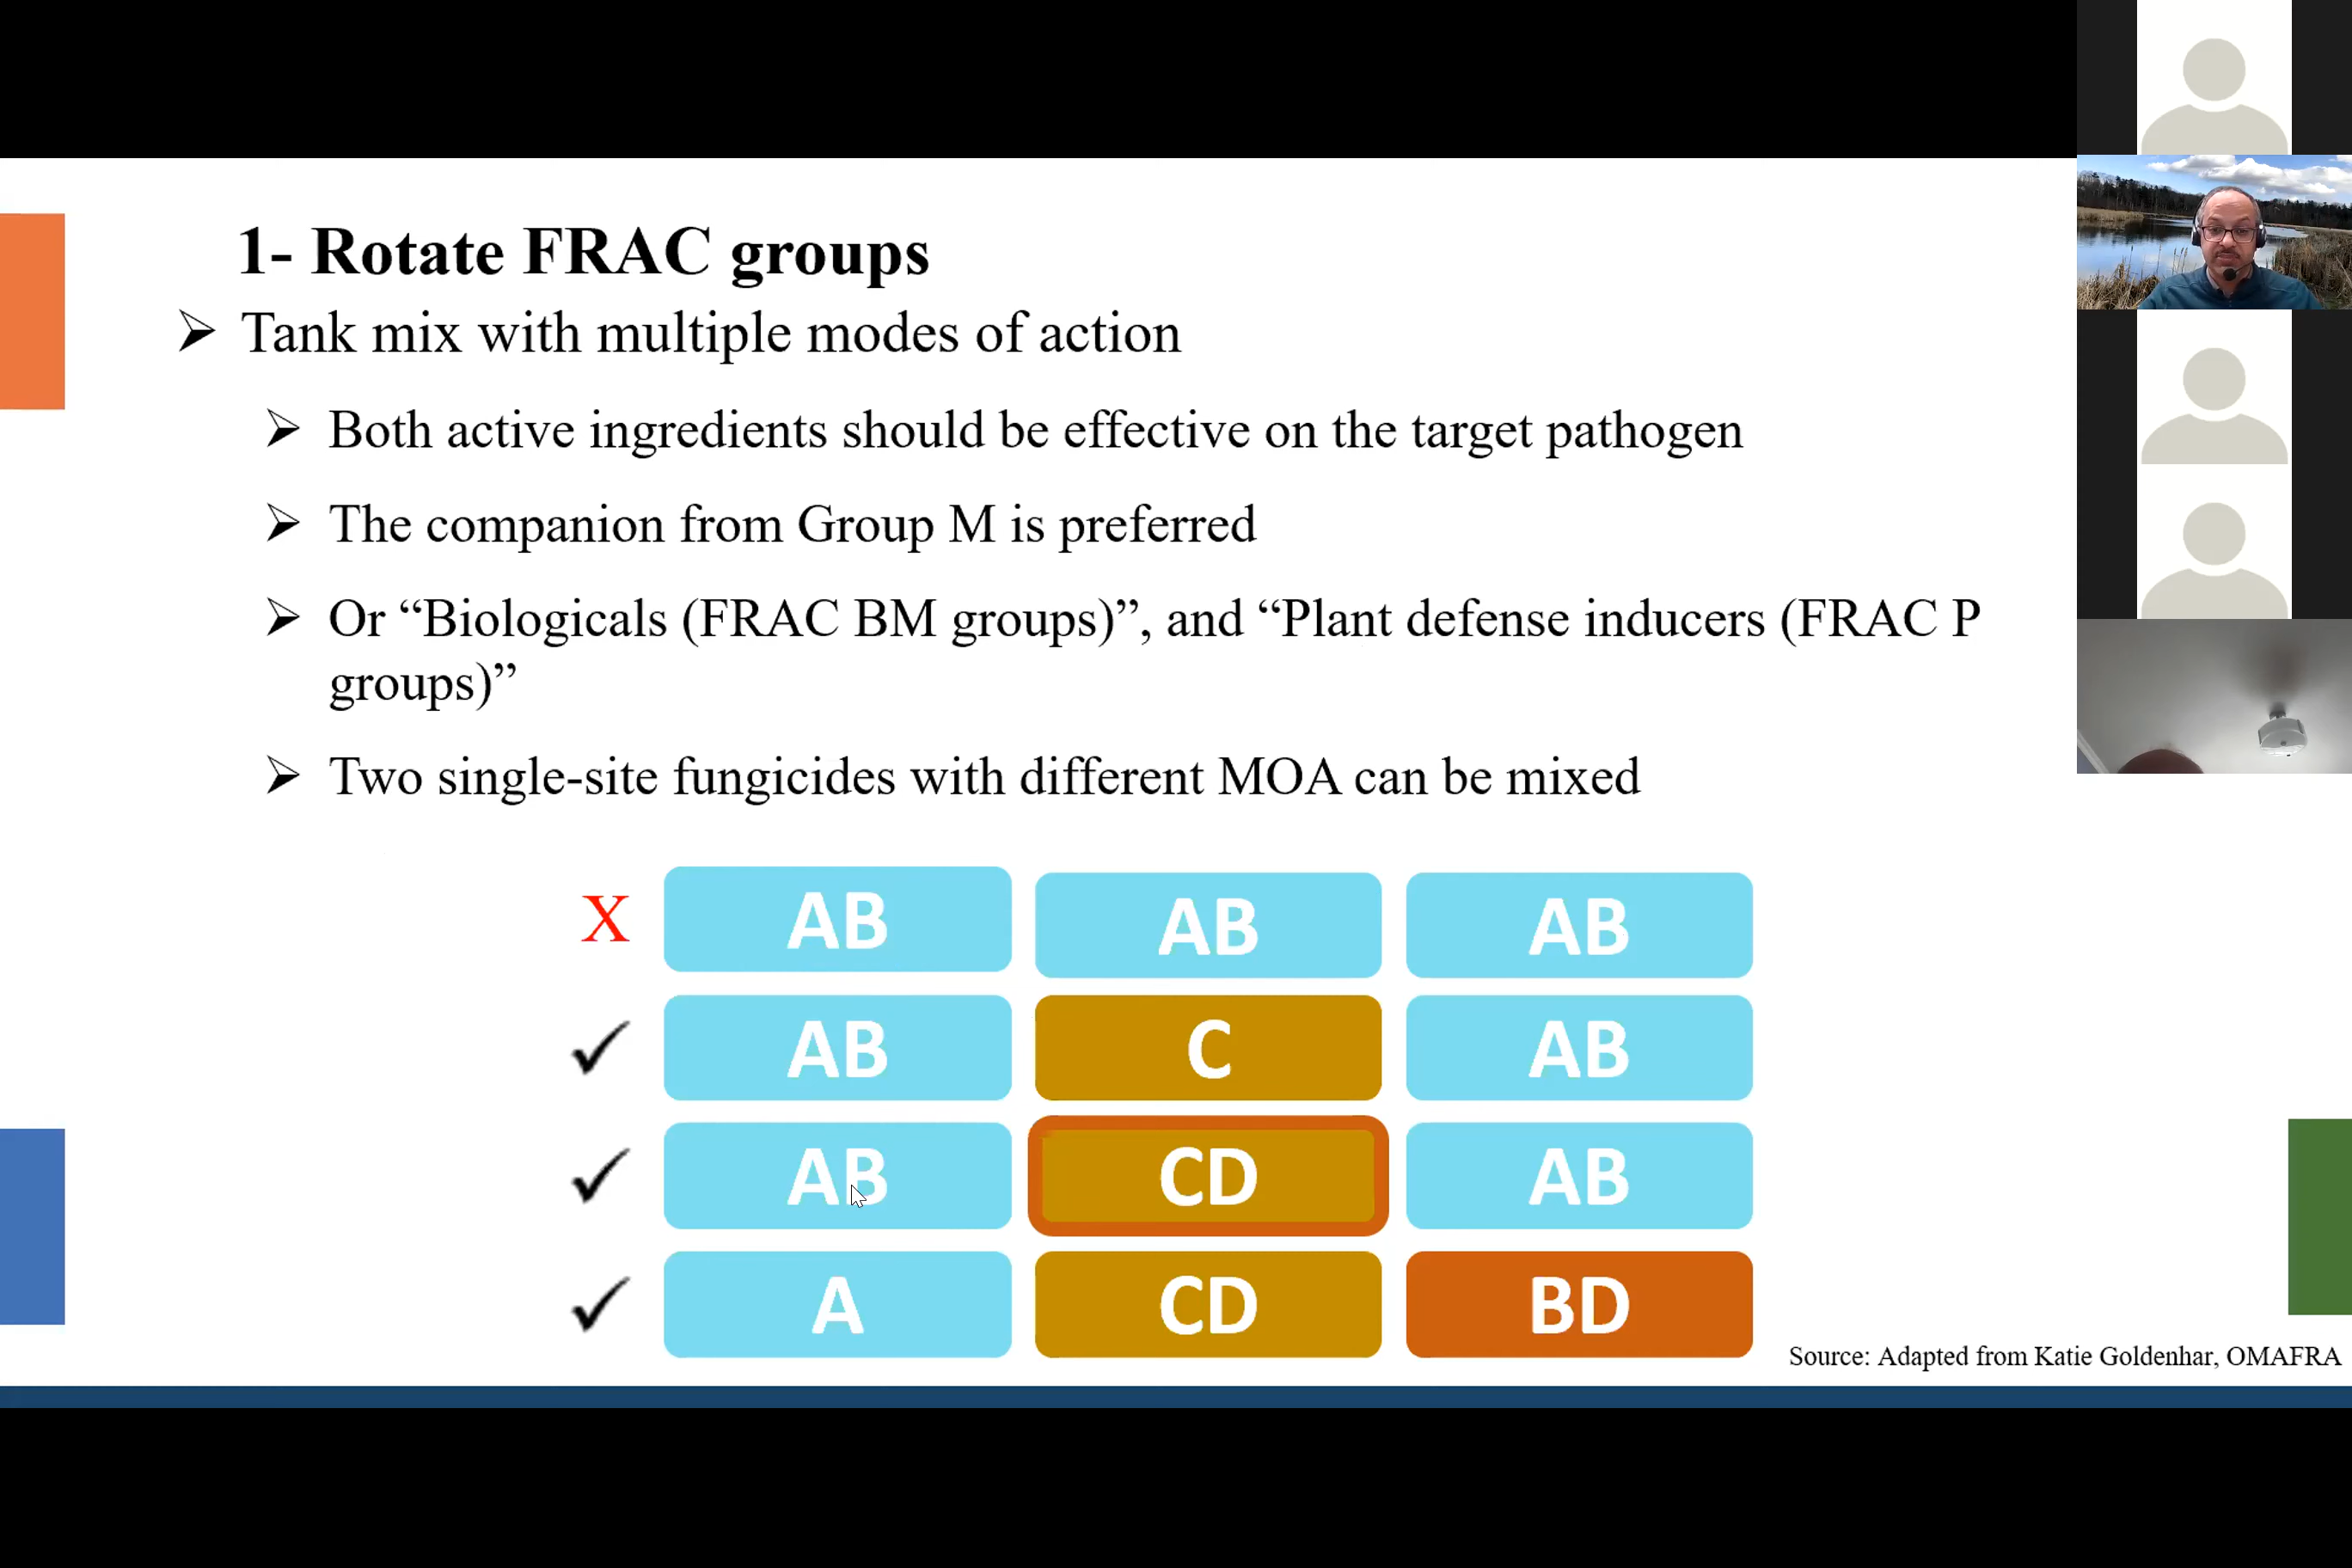 1- Rotate FRAC groups
➢ Tank mix with multiple modes of action
➢ Both active ingredients should be effective on the target pathogen
➢ The companion from Group M is preferred
➢ Or “Biologicals (FRAC BM groups)”, and “Plant defense inducers (FRAC P
groups)”
➢ Two single-site fungicides with different MOA can be mixed
X AB AB AB
✓ AB C AB
✓ AB CD AB
✓ A CD BD
Source: Adapted from Katie Goldenhar, OMAFRA